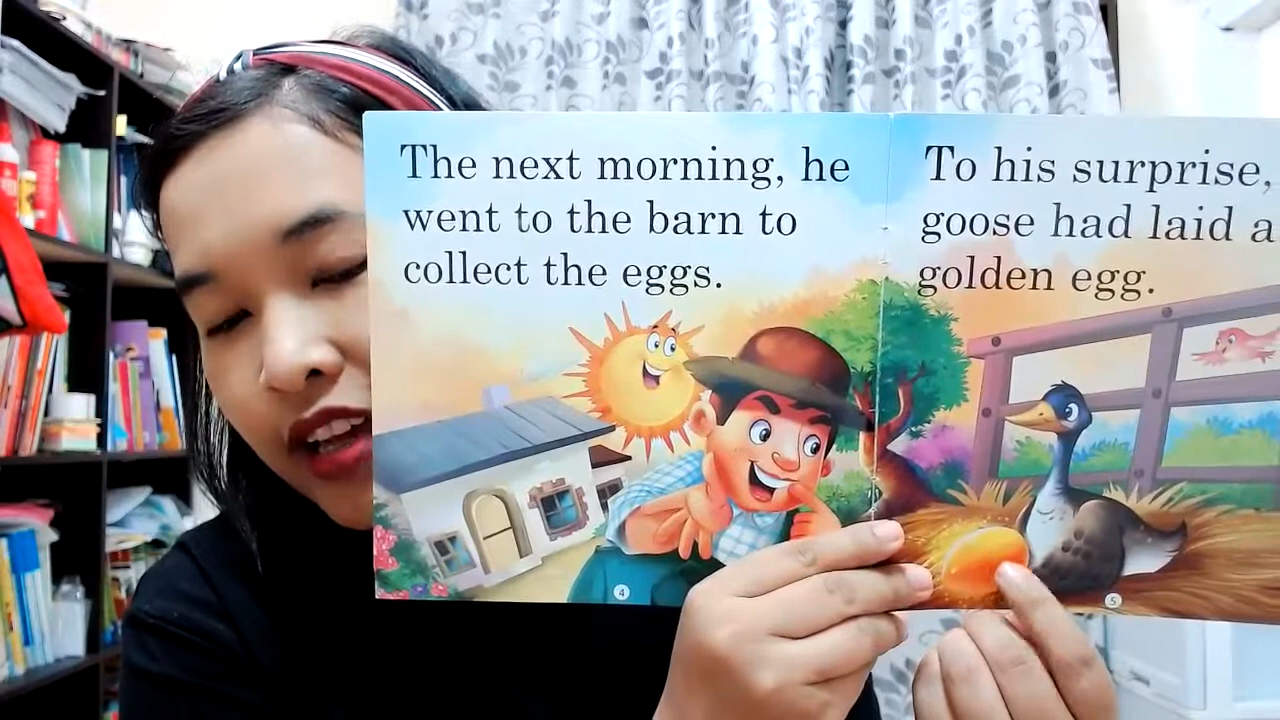 The next morning, he
went to the barn to
collect the eggs.
4
To his surprise,
goose had laid a
golden egg.
5